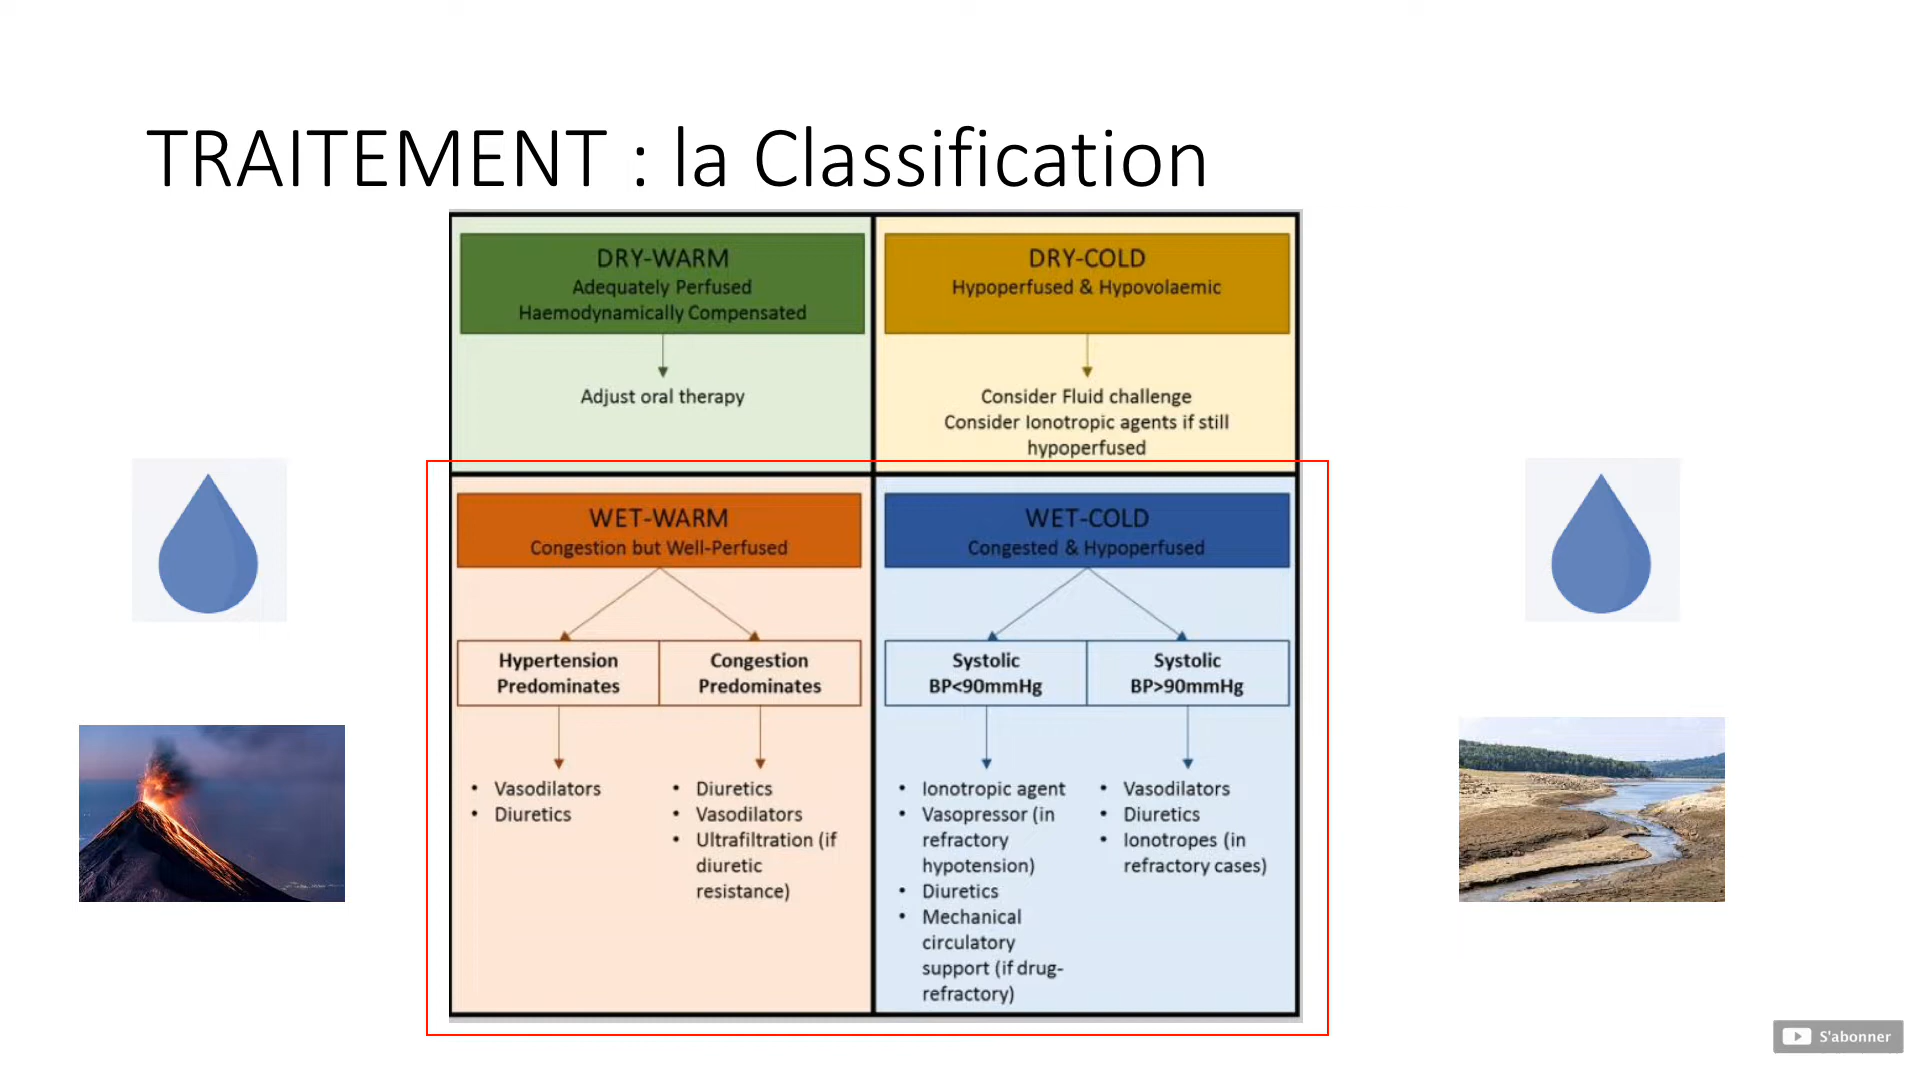 TRAITEMENT : la Classification
DRY-WARM
Adequately Perfused
Haemodynamically Compensated
Adjust oral therapy
DRY-COLD
Hypoperfused & Hypovolaemic
Consider Fluid challenge
Consider Ionotropic agents if still
hypoperfused
WET-WARM
Congestion but Well-Perfused
Hypertension
Predominates
• Vasodilators
• Diuretics
Congestion
Predominates
• Diuretics
• Vasodilators
• Ultrafiltration (if
diuretic
resistance)
WET-COLD
Congested & Hypoperfused
Systolic
BP<90mmHg
• Ionotropic agent
• Vasopressor (in
refractory
hypotension)
• Diuretics
• Mechanical
circulatory
support (if drug-
refractory)
Systolic
BP>90mmHg
• Vasodilators
• Diuretics
• Ionotropes (in
refractory cases)
S'abonner